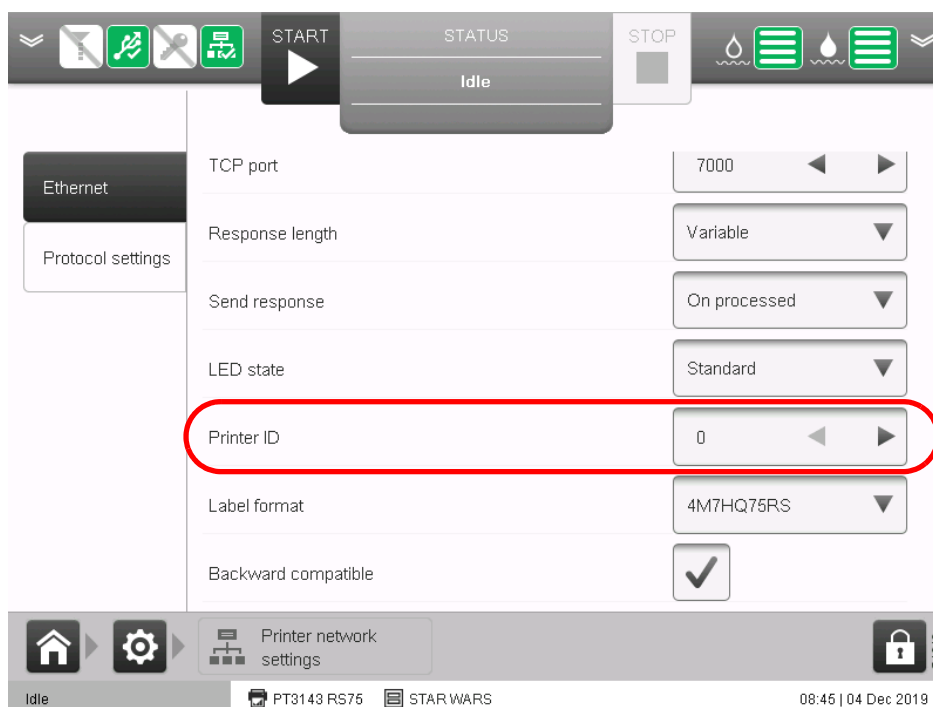 START
STATUS
STOP
Idle
Ethernet
Protocol settings
TCP port
7000
Response length
Variable
Send response
On processed
LED state
Standard
Printer ID
0
Label format
4M7HQ75RS
Backward compatible
Printer network
settings
Idle
PT3143 RS75
STAR WARS
08:45 | 04 Dec 2019